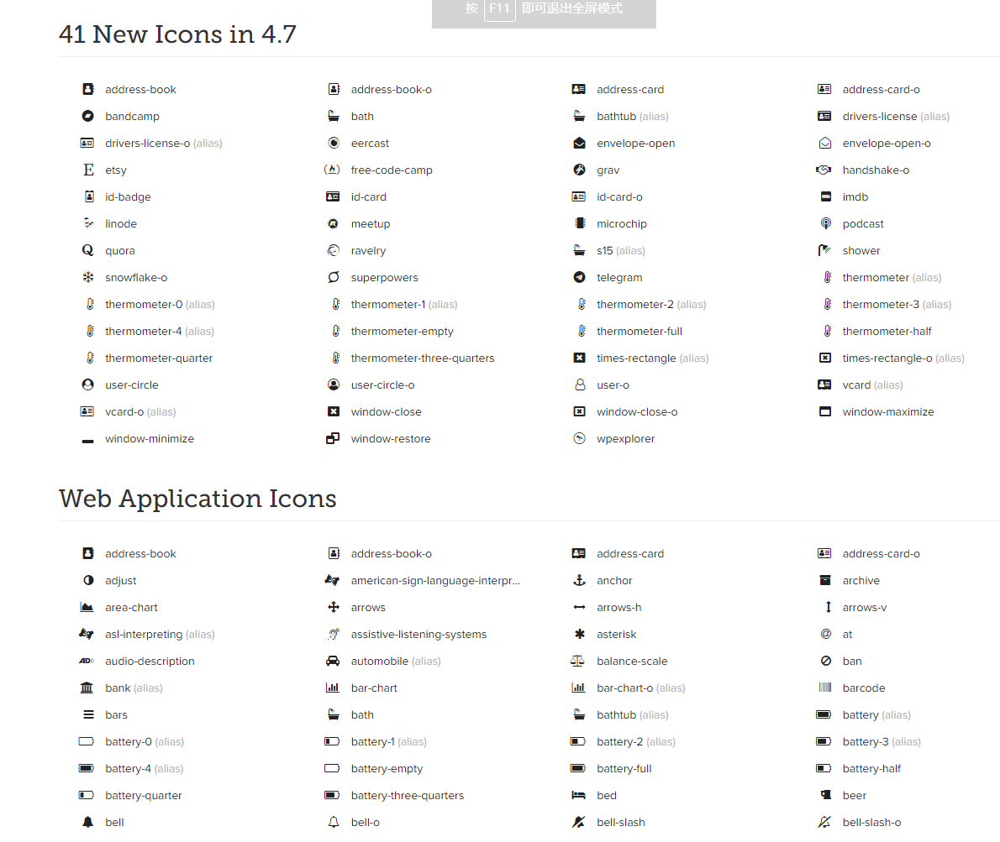 按 F11 即可退出全屏模式
41 New Icons in 4.7
address-book address-book-o address-card address-card-o
bandcamp bath bathtub (alias) drivers-license (alias)
drivers-license-o (alias) eercast envelope-open envelope-open-o
etsy free-code-camp grav handshake-o
id-badge id-card id-card-o imdb
linode meetup microchip podcast
quora ravelry s15 (alias) shower
snowflake-o superpowers telegram thermometer (alias)
thermometer-0 (alias) thermometer-1 (alias) thermometer-2 (alias) thermometer-3 (alias)
thermometer-4 (alias) thermometer-empty thermometer-full thermometer-half
thermometer-quarter thermometer-three-quarters times-rectangle (alias) times-rectangle-o (alias)
user-circle user-circle-o user-o vcard (alias)
vcard-o (alias) window-close window-close-o window-maximize
window-minimize window-restore wpexplorer
Web Application Icons
address-book address-book-o address-card address-card-o
adjust american-sign-language-interpr... anchor archive
area-chart arrows arrows-h arrows-v
asl-interpreting (alias) assistive-listening-systems asterisk at
audio-description automobile (alias) balance-scale ban
bank (alias) bar-chart bar-chart-o (alias) barcode
bars bath bathtub (alias) battery (alias)
battery-0 (alias) battery-1 (alias) battery-2 (alias) battery-3 (alias)
battery-4 (alias) battery-empty battery-full battery-half
battery-quarter battery-three-quarters bed beer
bell bell-o bell-slash bell-slash-o